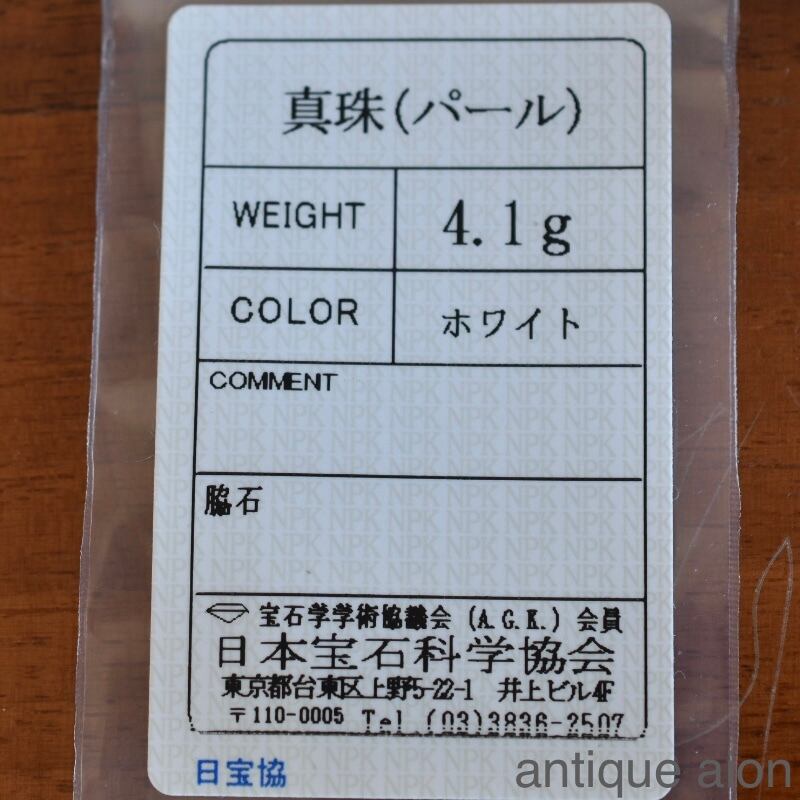 真珠(パール)
WEIGHT 4.1g
COLOR ホワイト
COMMENT
脇石
宝石学学術協議会 (A.G.K.) 会員
日本宝石科学協会
東京都台東区上野5-22-1 井上ビル4F
〒110-0005 Tel.(03)3836-2507
日宝協
antique aion